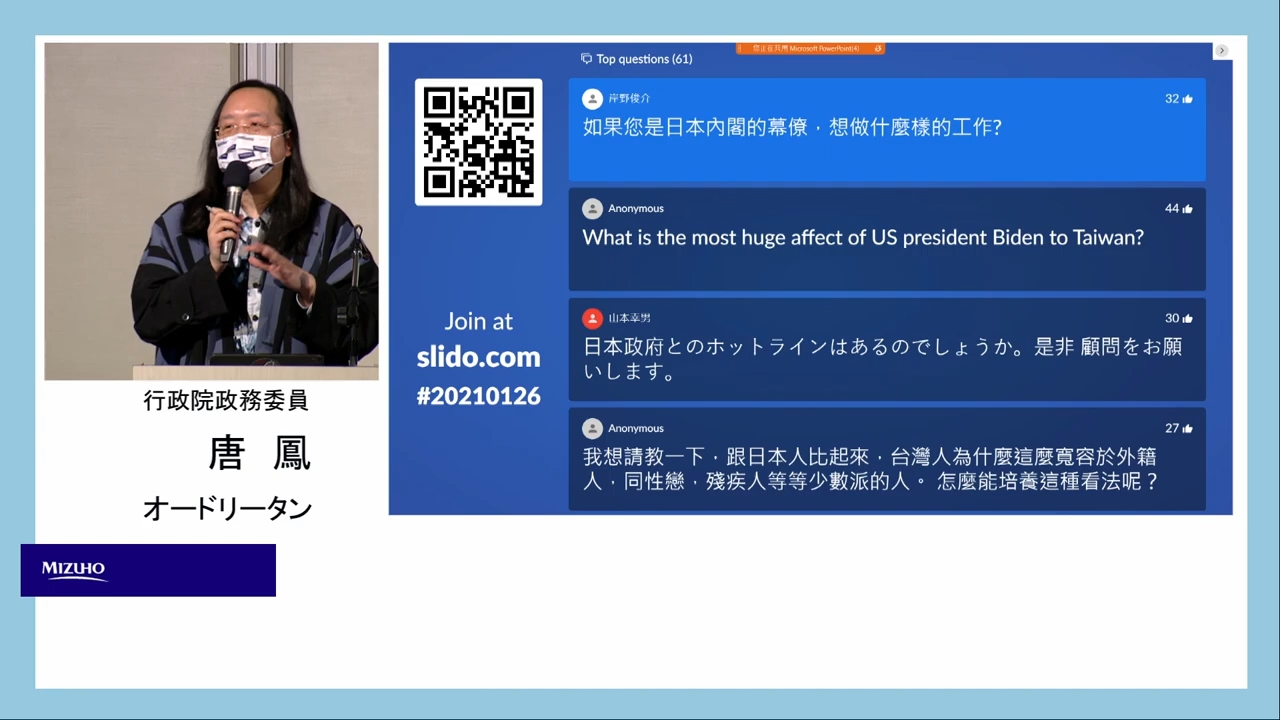 行政院政務委員
唐 鳳
オードリータン
MIZUHO
Join at
slido.com
#20210126
您正在共用 Microsoft PowerPoint(4)
Top questions (61)
岸野俊介
32
如果您是日本內閣的幕僚，想做什麼樣的工作?
Anonymous
44
What is the most huge affect of US president Biden to Taiwan?
山本幸男
30
日本政府とのホットラインはあるのでしょうか。是非 顧問をお願
いします。
Anonymous
27
我想請教一下，跟日本人比起來，台灣人為什麼這麼寬容於外籍
人，同性戀，殘疾人等等少數派的人。 怎麼能培養這種看法呢？